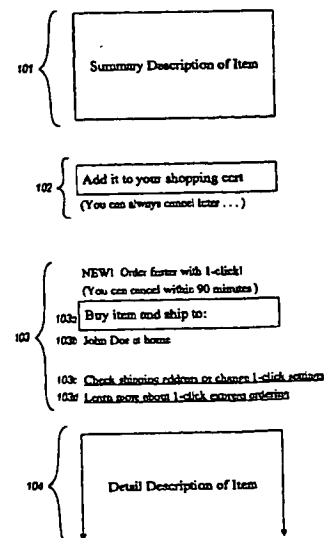 101
Summary Description of Item
102
Add it to your shopping cart
(You can always cancel later . . .)
NEW! Order faster with 1-click!
(You can cancel within 90 minutes)
103a
Buy item and ship to:
103
103b John Doe at home
103c Check shipping address or change 1-click settings
103d Learn more about 1-click express ordering
104
Detail Description of Item